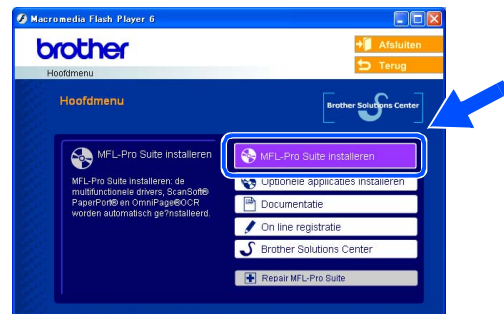 Macromedia Flash Player 6
brother
Afsluiten
Terug
Hoofdmenu
Hoofdmenu
Brother Solutions Center
MFL-Pro Suite installeren
MFL-Pro Suite installeren: de
multifunctionele drivers, ScanSoft®
PaperPort® en OmniPage®OCR
worden automatisch ge?nstalleerd.
MFL-Pro Suite installeren
Optionele applicaties installeren
Documentatie
On line registratie
Brother Solutions Center
Repair MFL-Pro Suite